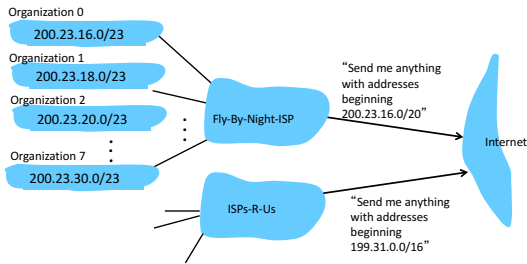 Organization 0
200.23.16.0/23
Organization 1
200.23.18.0/23
Organization 2
200.23.20.0/23
Organization 7
200.23.30.0/23
Fly-By-Night-ISP
“Send me anything
with addresses
beginning
200.23.16.0/20”
Internet
ISPs-R-Us
“Send me anything
with addresses
beginning
199.31.0.0/16”